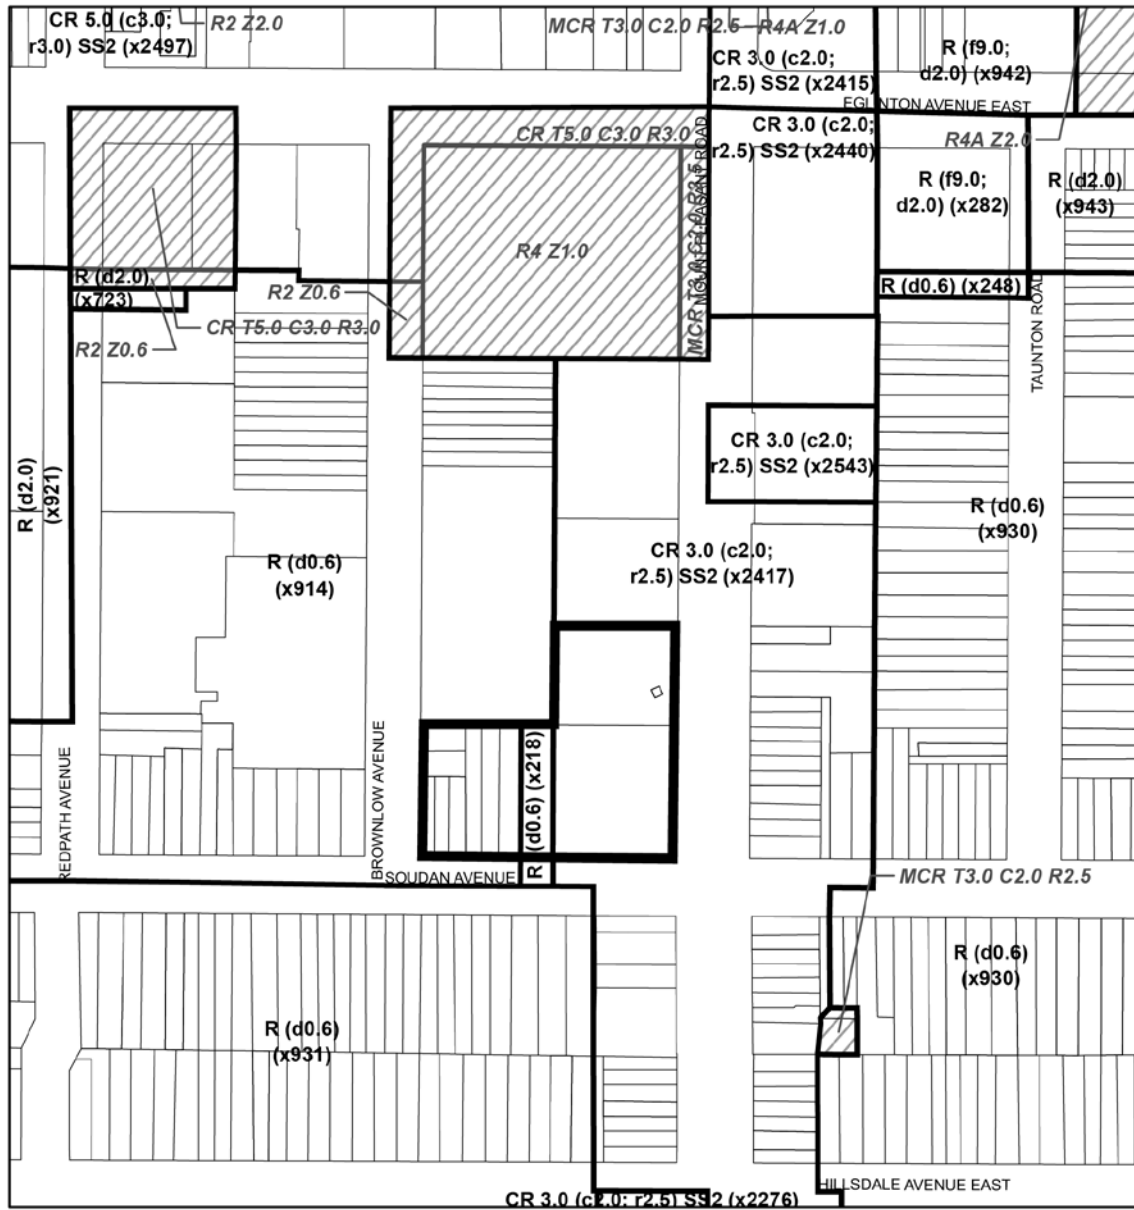 CR 5.0 (c3.0;
r3.0) SS2 (x2497)
R2 Z2.0
MCR T3.0 C2.0 R2.5
R4A Z1.0
CR 3.0 (c2.0;
r2.5) SS2 (x2415)
R (f9.0;
d2.0) (x942)
EGLINTON AVENUE EAST
CR T5.0 C3.0 R3.0
CR 3.0 (c2.0;
r2.5) SS2 (x2440)
R4A Z2.0
MOUNT PLEASANT ROAD
R (f9.0;
d2.0) (x282)
R (d2.0)
(x943)
R4 Z1.0
MCR T3.0 C2.0 R2.5
R (d2.0)
(x723)
R2 Z0.6
R (d0.6) (x248)
CR T5.0 C3.0 R3.0
R2 Z0.6
TAUNTON ROAD
CR 3.0 (c2.0;
r2.5) SS2 (x2543)
R (d2.0)
(x921)
R (d0.6)
(x930)
R (d0.6)
(x914)
CR 3.0 (c2.0;
r2.5) SS2 (x2417)
REDPATH AVENUE
BROWNLOW AVENUE
R (d0.6) (x218)
SOUDAN AVENUE
MCR T3.0 C2.0 R2.5
R (d0.6)
(x930)
R (d0.6)
(x931)
HILLSDALE AVENUE EAST
CR 3.0 (c2.0; r2.5) SS2 (x2276)